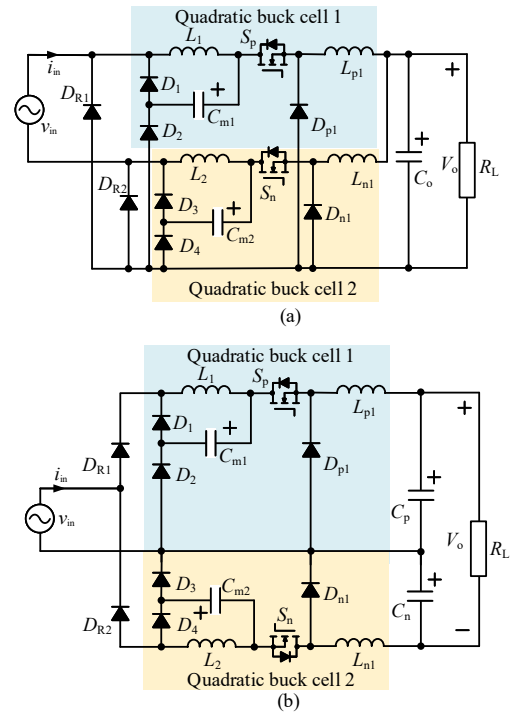 Quadratic buck cell 1
L1 Sp
iin D1 Lp1
DR1 Cm1 +
vin D2 Dp1 +
L2 Co Vo RL
DR2 D3 Sn Ln1
Cm2 + Dn1
D4
Quadratic buck cell 2
(a)
Quadratic buck cell 1
L1 Sp
D1 + Lp1 +
DR1 Cm1
iin D2 Dp1 Cp +
vin Vo RL
D3 Cm2 Dn1 +
DR2 D4 + Sn Cn
L2 Ln1 −
Quadratic buck cell 2
(b)